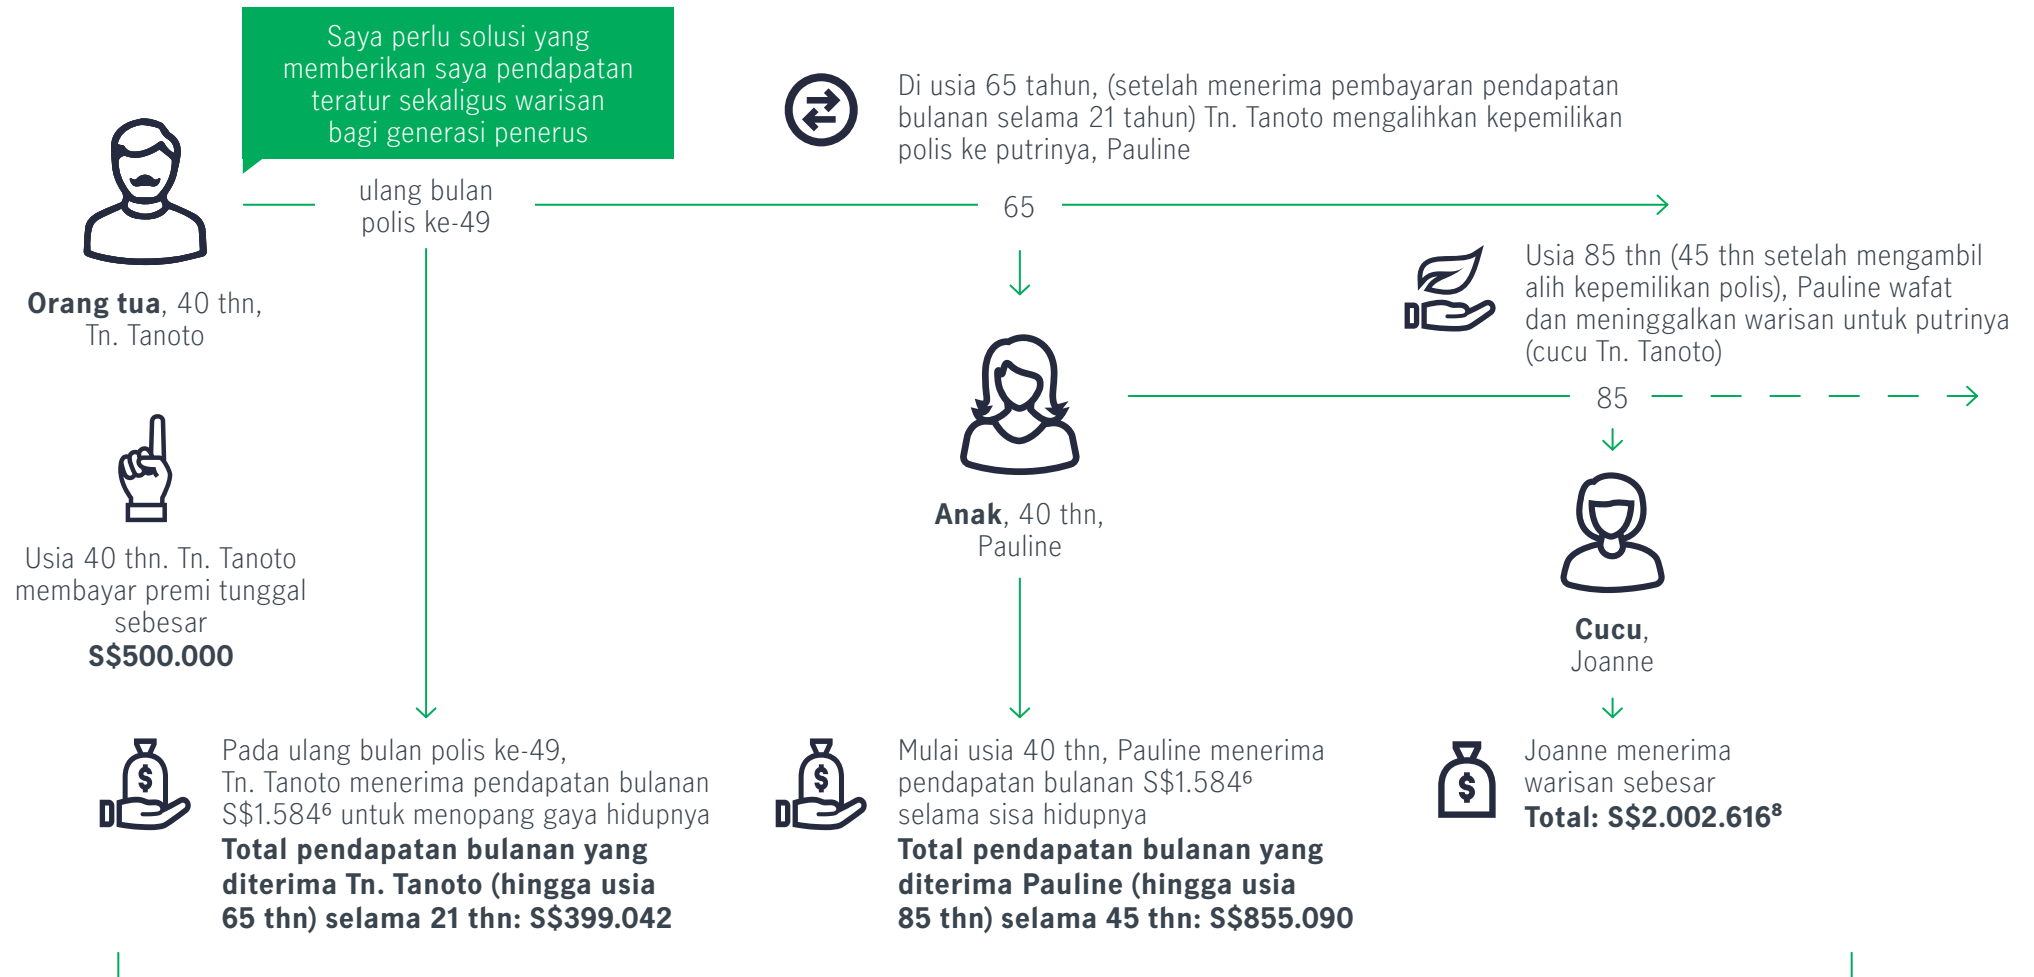 Saya perlu solusi yang
memberikan saya pendapatan
teratur sekaligus warisan
bagi generasi penerus
Di usia 65 tahun, (setelah menerima pembayaran pendapatan
bulanan selama 21 tahun) Tn. Tanoto mengalihkan kepemilikan
polis ke putrinya, Pauline
ulang bulan
polis ke-49
65
Orang tua, 40 thn,
Tn. Tanoto
Usia 85 thn (45 thn setelah mengambil
alih kepemilikan polis), Pauline wafat
dan meninggalkan warisan untuk putrinya
(cucu Tn. Tanoto)
85
Usia 40 thn. Tn. Tanoto
membayar premi tunggal
sebesar
S$500.000
Anak, 40 thn,
Pauline
Cucu,
Joanne
Pada ulang bulan polis ke-49,
Tn. Tanoto menerima pendapatan bulanan
S$1.584⁶ untuk menopang gaya hidupnya
Total pendapatan bulanan yang
diterima Tn. Tanoto (hingga usia
65 thn) selama 21 thn: S$399.042
Mulai usia 40 thn, Pauline menerima
pendapatan bulanan S$1.584⁶
selama sisa hidupnya
Total pendapatan bulanan yang
diterima Pauline (hingga usia
85 thn) selama 45 thn: S$855.090
Joanne menerima
warisan sebesar
Total: S$2.002.616⁸